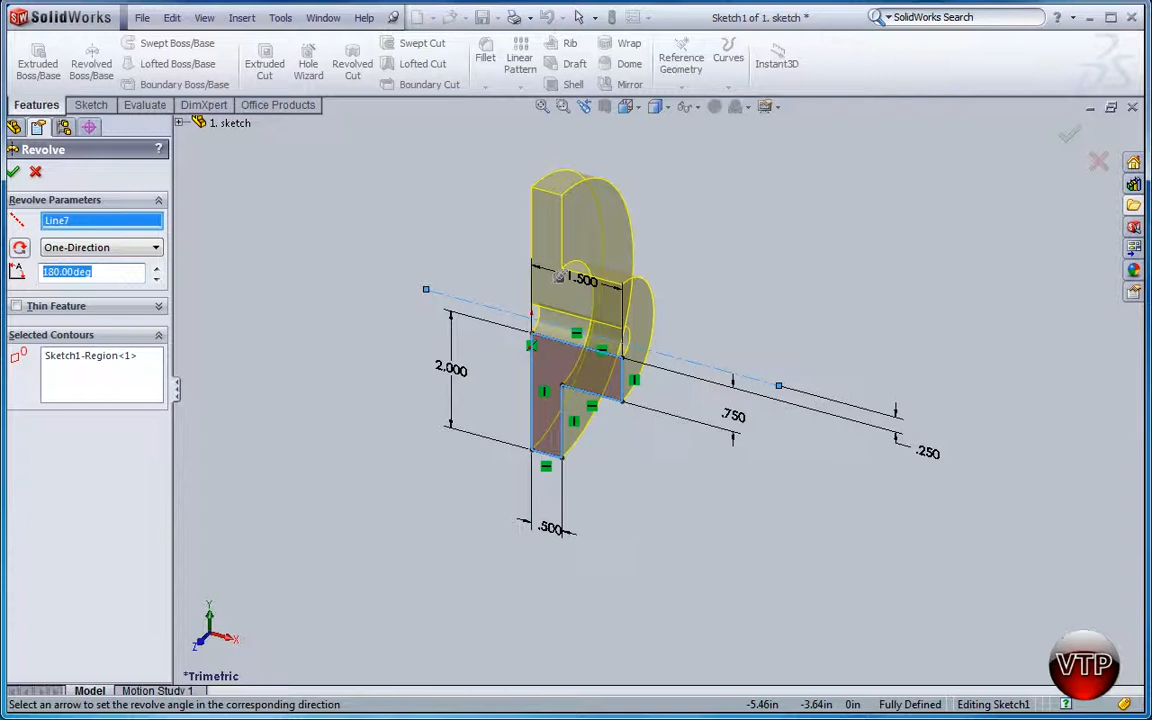 SolidWorks File Edit View Insert Tools Window Help Sketch1 of 1. sketch * SolidWorks Search
Extruded Boss/Base
Revolved Boss/Base
Swept Boss/Base
Lofted Boss/Base
Boundary Boss/Base
Extruded Cut
Hole Wizard
Revolved Cut
Swept Cut
Lofted Cut
Boundary Cut
Fillet
Linear Pattern
Rib
Draft
Shell
Wrap
Dome
Mirror
Reference Geometry
Curves
Instant3D
Features Sketch Evaluate DimXpert Office Products
1. sketch
Revolve ?
Revolve Parameters
Line7
One-Direction
180.00deg
Thin Feature
Selected Contours
Sketch1-Region<1>
1.500
2.000
.750
.250
.500
Y
X
Z
*Trimetric
VTP
Model Motion Study 1
Select an arrow to set the revolve angle in the corresponding direction -5.46in -3.64in 0in Fully Defined Editing Sketch1 ?